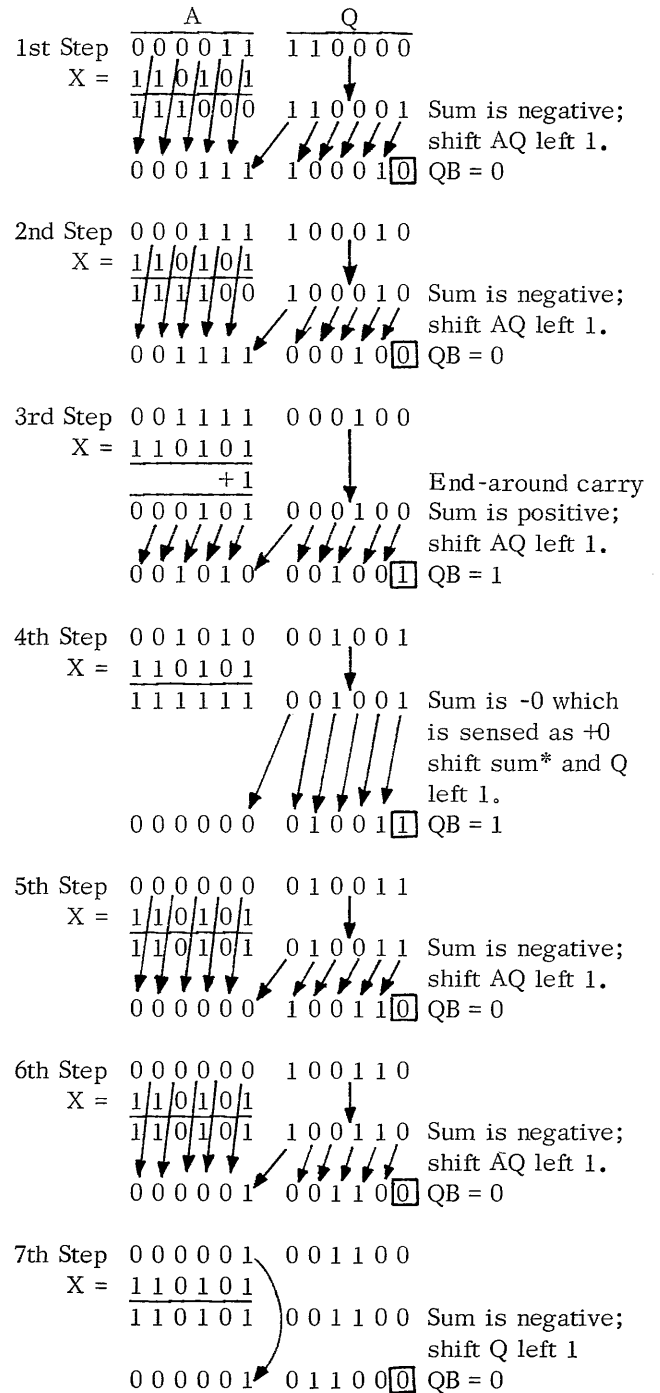 A Q
1st Step 0 0 0 0 1 1 1 1 0 0 0 0
X = 1 1 0 1 0 1
1 1 1 0 0 0 1 1 0 0 0 1 Sum is negative;
shift AQ left 1.
0 0 0 1 1 1 1 0 0 0 1 0 QB = 0
2nd Step 0 0 0 1 1 1 1 0 0 0 1 0
X = 1 1 0 1 0 1
1 1 1 1 0 0 1 0 0 0 1 0 Sum is negative;
shift AQ left 1.
0 0 1 1 1 1 0 0 0 1 0 0 QB = 0
3rd Step 0 0 1 1 1 1 0 0 0 1 0 0
X = 1 1 0 1 0 1
+ 1 End-around carry
0 0 0 1 0 1 0 0 0 1 0 0 Sum is positive;
shift AQ left 1.
0 0 1 0 1 0 0 0 1 0 0 1 QB = 1
4th Step 0 0 1 0 1 0 0 0 1 0 0 1
X = 1 1 0 1 0 1
1 1 1 1 1 1 0 0 1 0 0 1 Sum is -0 which
is sensed as +0
shift sum* and Q
left 1.
0 0 0 0 0 0 0 1 0 0 1 1 QB = 1
5th Step 0 0 0 0 0 0 0 1 0 0 1 1
X = 1 1 0 1 0 1
1 1 0 1 0 1 0 1 0 0 1 1 Sum is negative;
shift AQ left 1.
0 0 0 0 0 0 1 0 0 1 1 0 QB = 0
6th Step 0 0 0 0 0 0 1 0 0 1 1 0
X = 1 1 0 1 0 1
1 1 0 1 0 1 1 0 0 1 1 0 Sum is negative;
shift AQ left 1.
0 0 0 0 0 1 0 0 1 1 0 0 QB = 0
7th Step 0 0 0 0 0 1 0 0 1 1 0 0
X = 1 1 0 1 0 1
1 1 0 1 0 1 0 0 1 1 0 0 Sum is negative;
shift Q left 1
0 0 0 0 0 1 0 1 1 0 0 0 QB = 0